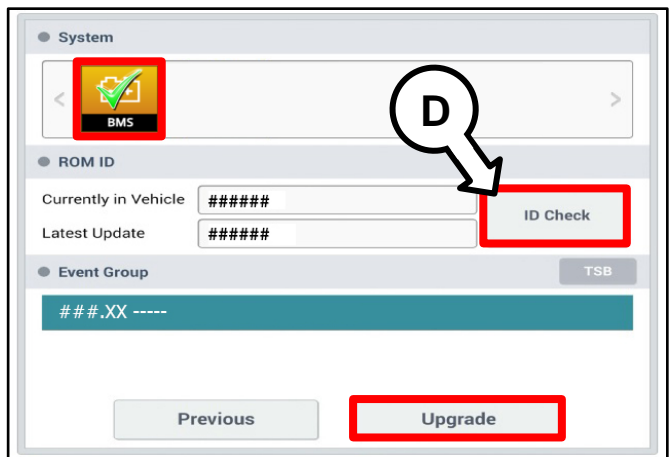 System
< >
BMS
D
ROM ID
Currently in Vehicle ######
ID Check
Latest Update ######
Event Group TSB
###.XX -----
Previous Upgrade